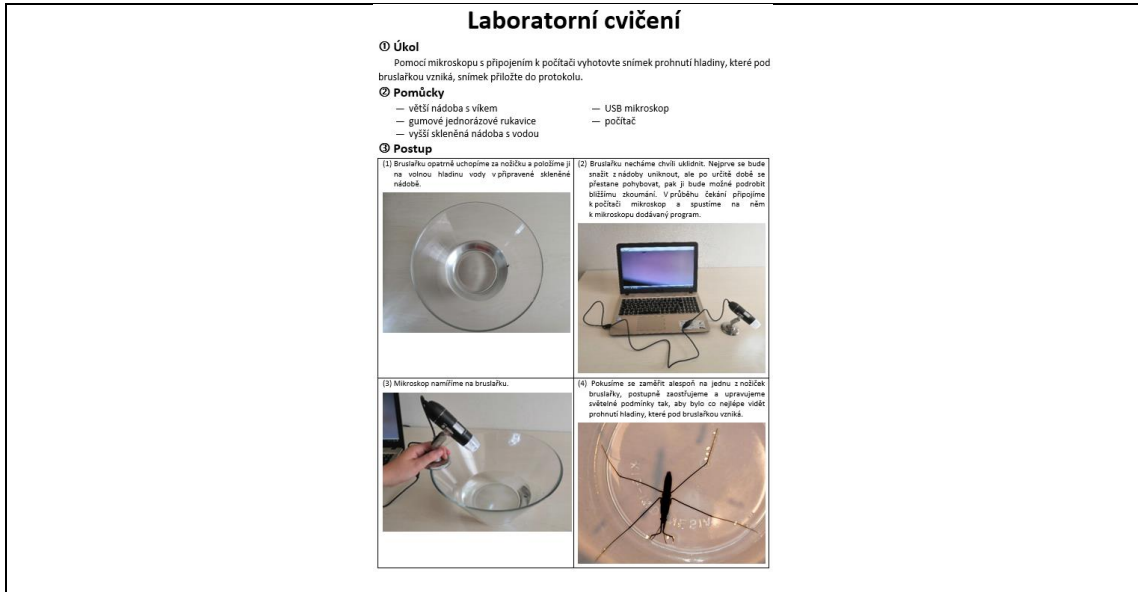 Laboratorní cvičení
① Úkol
Pomocí mikroskopu s připojením k počítači vyhotovte snímek prohnutí hladiny, které pod
bruslařkou vzniká, snímek přiložte do protokolu.
② Pomůcky
— větší nádoba s víkem
— gumové jednorázové rukavice
— vyšší skleněná nádoba s vodou
— USB mikroskop
— počítač
③ Postup
(1) Bruslařku opatrně uchopíme za nožičku a položíme ji
na volnou hladinu vody v připravené skleněné
nádobě.
(2) Bruslařku necháme chvíli uklidnit. Nejprve se bude
snažit z nádoby uniknout, ale po určité době se
přestane pohybovat, pak ji bude možné podrobit
bližšímu zkoumání. V průběhu čekání připojíme
k počítači mikroskop a spustíme na něm
k mikroskopu dodávaný program.
(3) Mikroskop namíříme na bruslařku.
(4) Pokusíme se zaměřit alespoň na jednu z nožiček
bruslařky, postupně zaostřujeme a upravujeme
světelné podmínky tak, aby bylo co nejlépe vidět
prohnutí hladiny, které pod bruslařkou vzniká.